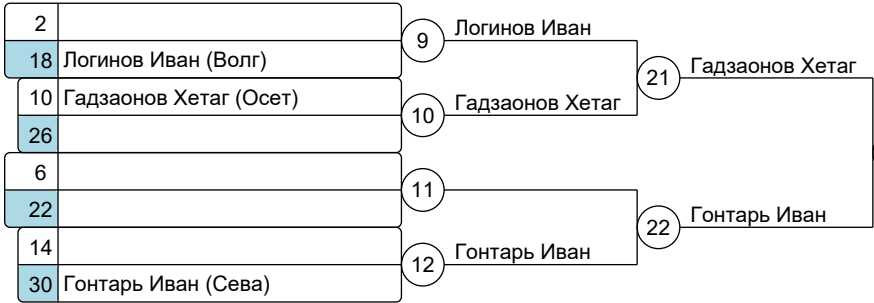 2
9
Логинов Иван
18 Логинов Иван (Волг)
21
Гадзаонов Хетаг
10 Гадзаонов Хетаг (Осет)
10
Гадзаонов Хетаг
26
6
11
22
22
Гонтарь Иван
14
12
Гонтарь Иван
30 Гонтарь Иван (Сева)